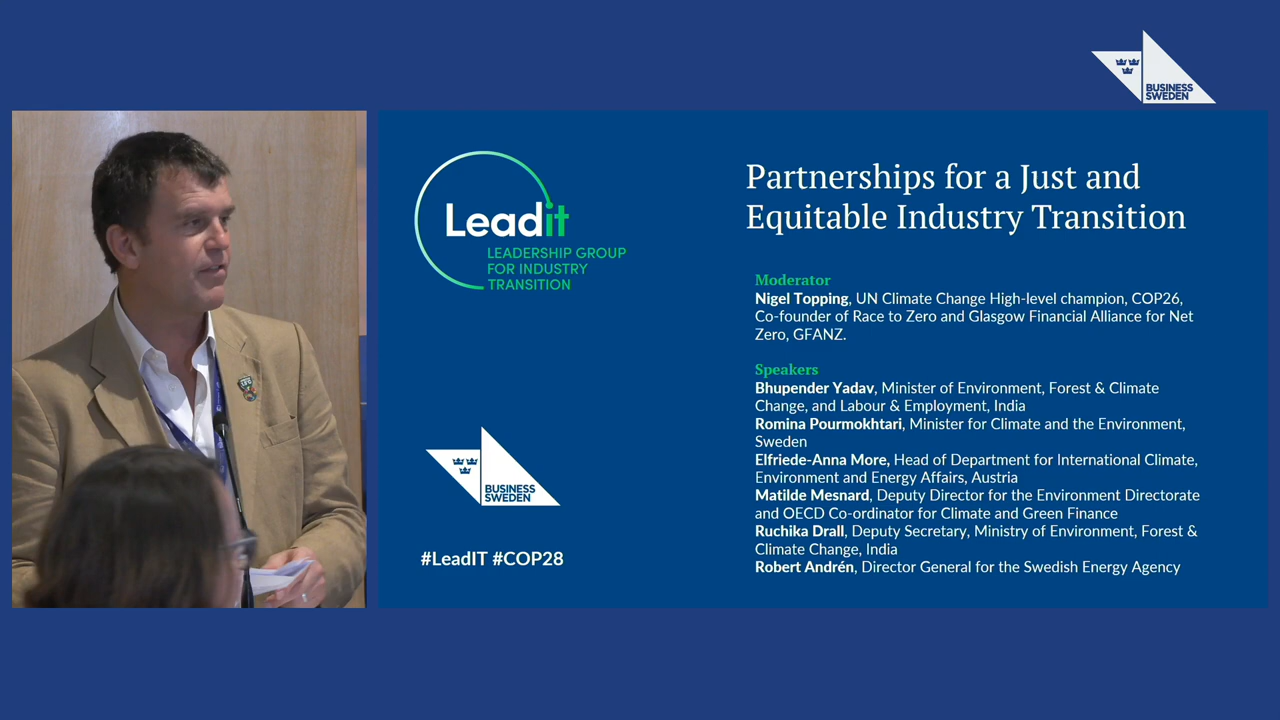 BUSINESS
SWEDEN
Leadit
LEADERSHIP GROUP
FOR INDUSTRY
TRANSITION
BUSINESS
SWEDEN
#LeadIT #COP28
Partnerships for a Just and
Equitable Industry Transition
Moderator
Nigel Topping, UN Climate Change High-level champion, COP26,
Co-founder of Race to Zero and Glasgow Financial Alliance for Net
Zero, GFANZ.
Speakers
Bhupender Yadav, Minister of Environment, Forest & Climate
Change, and Labour & Employment, India
Romina Pourmokhtari, Minister for Climate and the Environment,
Sweden
Elfriede-Anna More, Head of Department for International Climate,
Environment and Energy Affairs, Austria
Matilde Mesnard, Deputy Director for the Environment Directorate
and OECD Co-ordinator for Climate and Green Finance
Ruchika Drall, Deputy Secretary, Ministry of Environment, Forest &
Climate Change, India
Robert Andrén, Director General for the Swedish Energy Agency